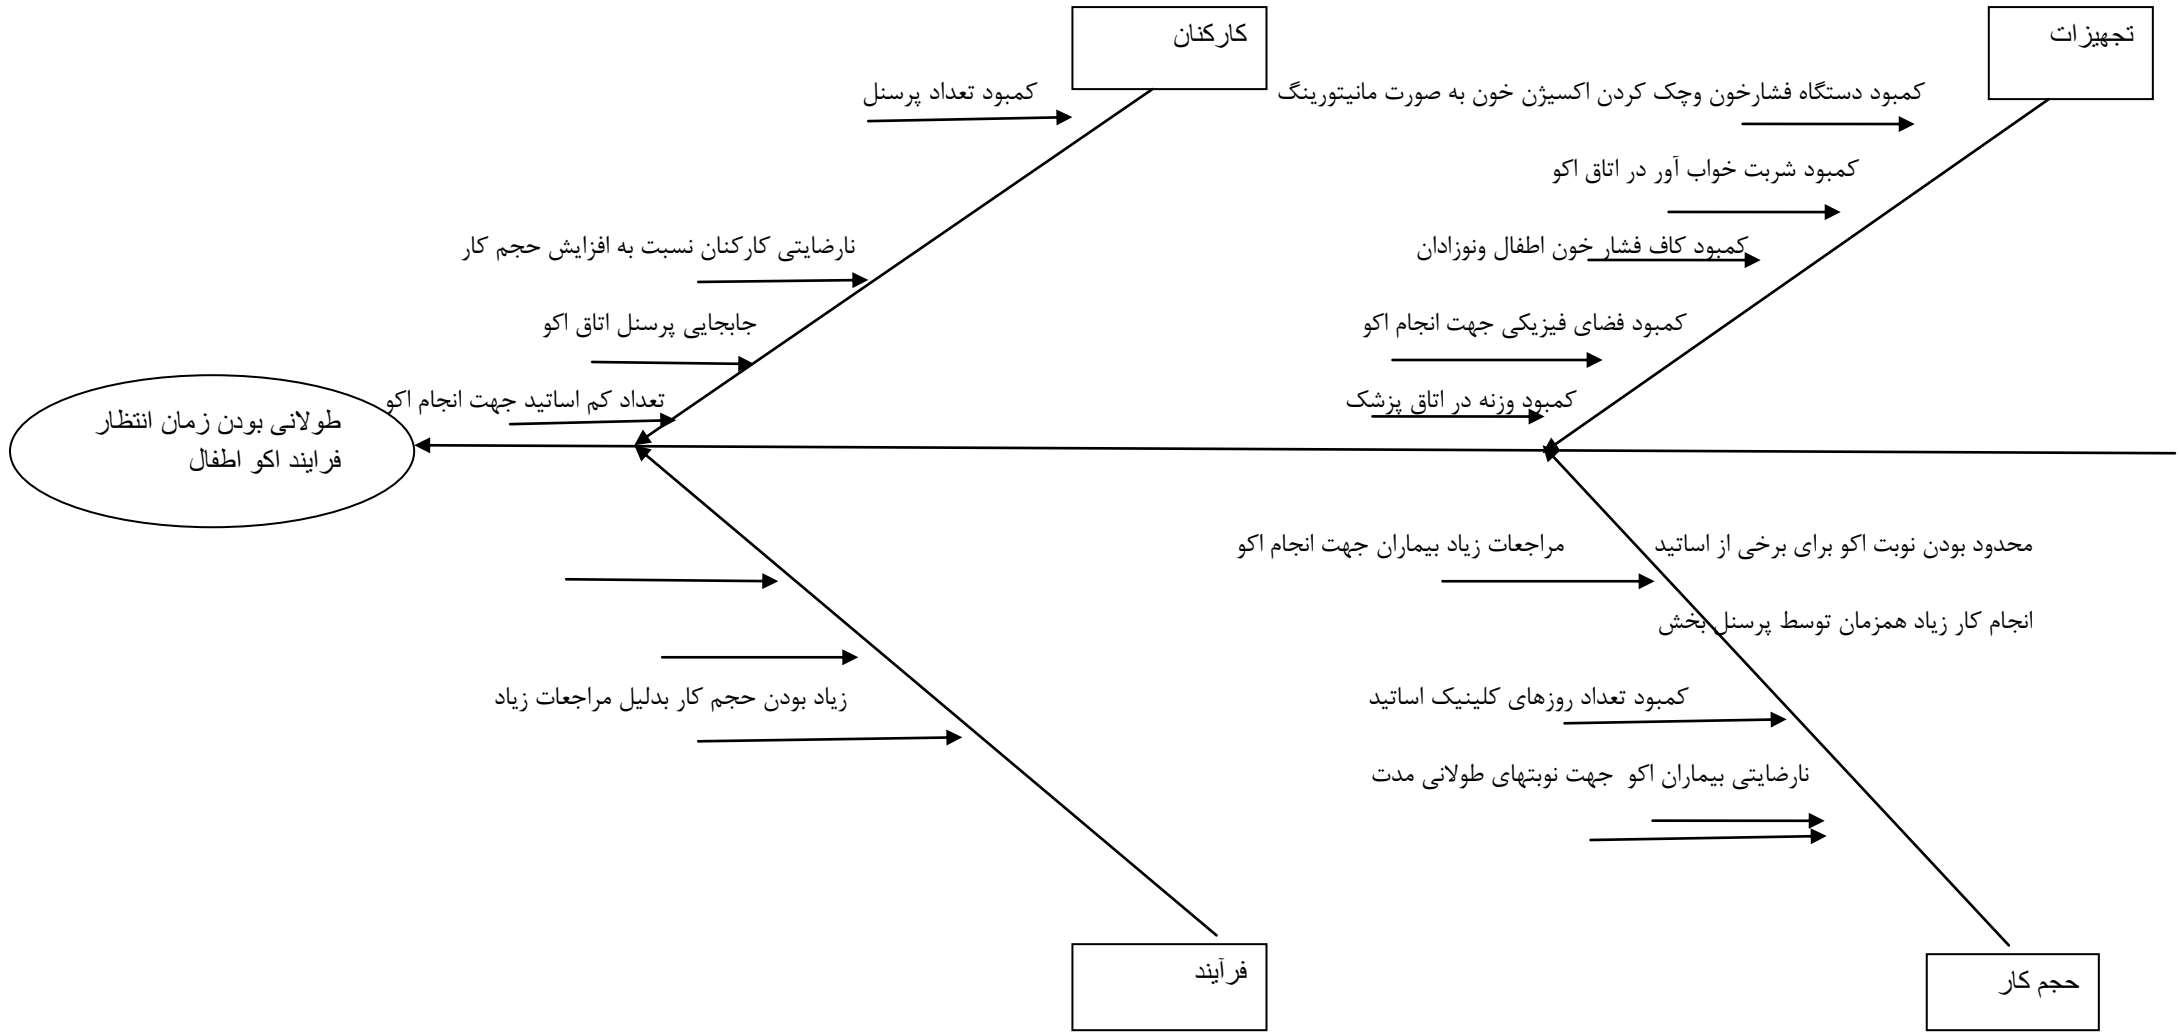 تجهیزات
کارکنان
کمبود دستگاه فشارخون وچک کردن اکسیژن خون به صورت مانیتورینگ
کمبود تعداد پرسنل
کمبود شربت خواب آور در اتاق اکو
کمبود کاف فشار خون اطفال ونوزادان
نارضایتی کارکنان نسبت به افزایش حجم کار
کمبود فضای فیزیکی جهت انجام اکو
جابجایی پرسنل اتاق اکو
کمبود وزنه در اتاق پزشک
تعداد کم اساتید جهت انجام اکو
طولانی بودن زمان انتظار
فرایند اکو اطفال
محدود بودن نوبت اکو برای برخی از اساتید
مراجعات زیاد بیماران جهت انجام اکو
انجام کار زیاد همزمان توسط پرسنل بخش
کمبود تعداد روزهای کلینیک اساتید
زیاد بودن حجم کار بدلیل مراجعات زیاد
نارضایتی بیماران اکو جهت نوبتهای طولانی مدت
حجم کار
فرآیند